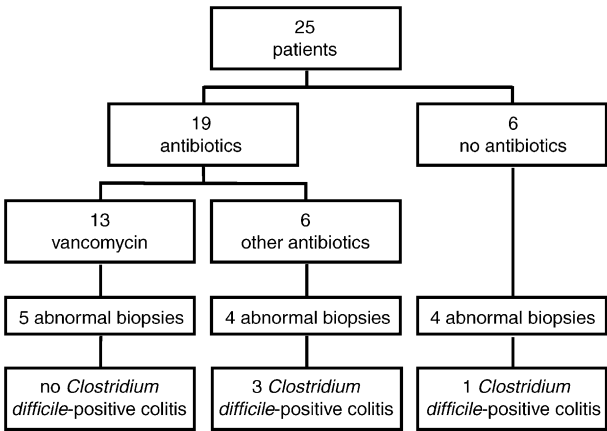 25
patients
19
antibiotics
6
no antibiotics
13
vancomycin
6
other antibiotics
5 abnormal biopsies
4 abnormal biopsies
4 abnormal biopsies
no Clostridium
difficile-positive colitis
3 Clostridium
difficile-positive colitis
1 Clostridium
difficile-positive colitis